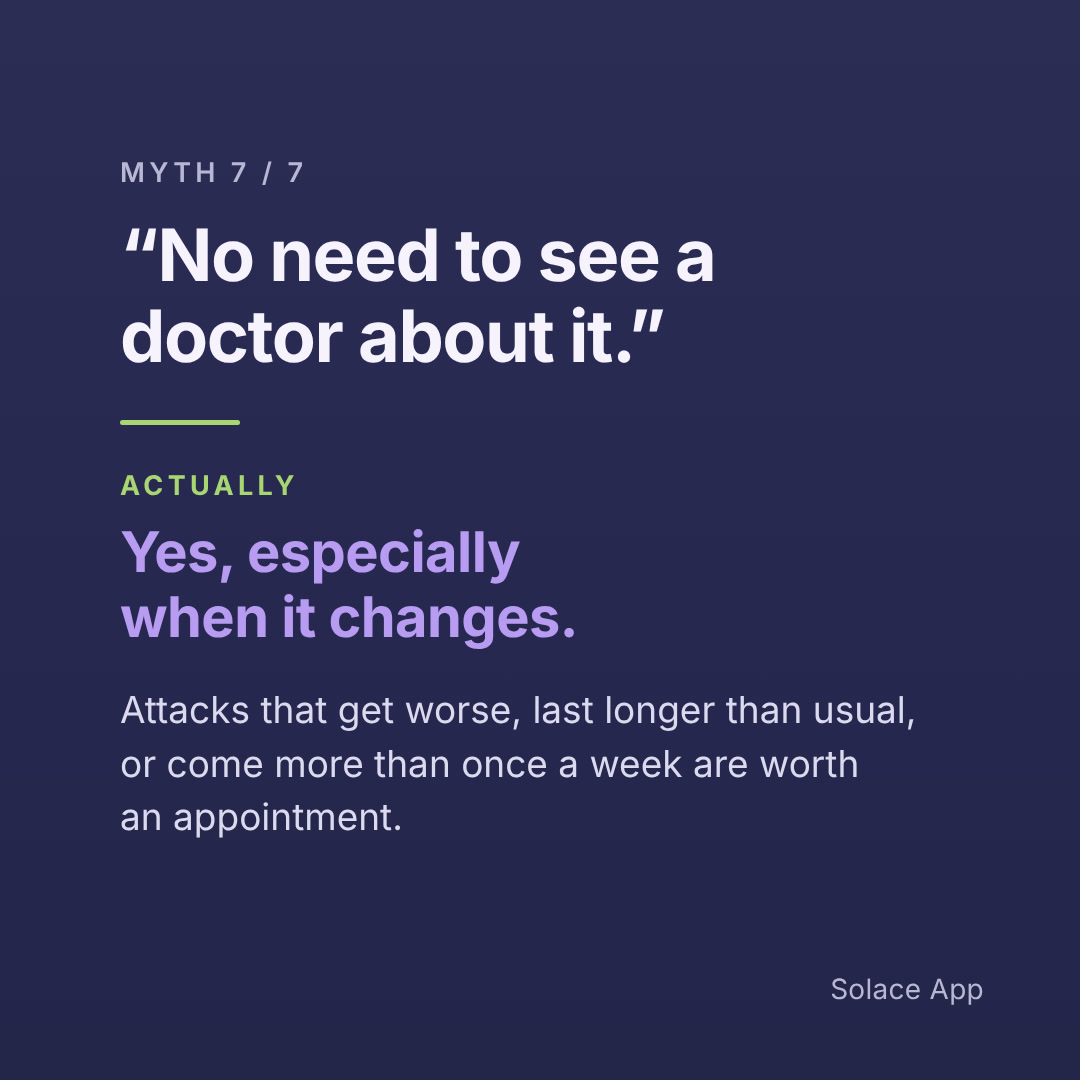 MYTH 7 / 7
“No need to see a
doctor about it.”
ACTUALLY
Yes, especially
when it changes.
Attacks that get worse, last longer than usual,
or come more than once a week are worth
an appointment.
Solace App